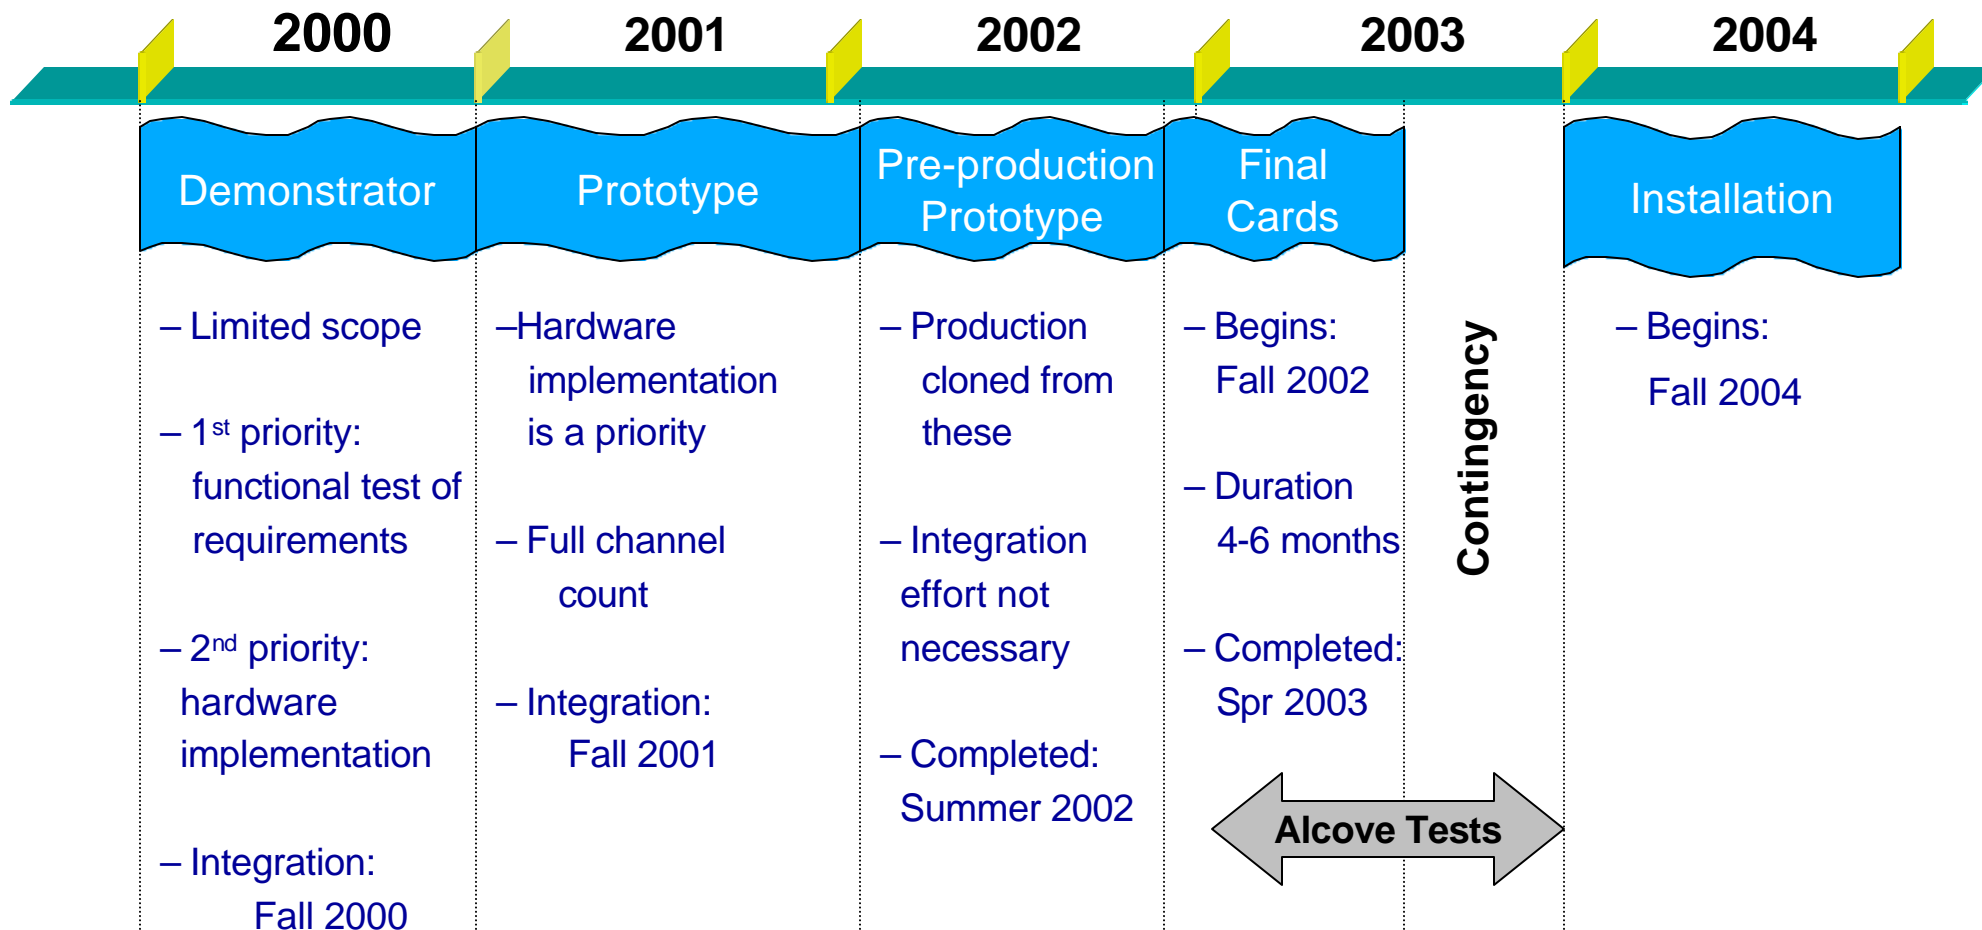 2000
2001
2002
2003
2004
Demonstrator
Prototype
Pre-production
Prototype
Final
Cards
Installation
– Limited scope
– 1st priority:
functional test of
requirements
– 2nd priority:
hardware
implementation
– Integration:
Fall 2000
–Hardware
implementation
is a priority
– Full channel
count
– Integration:
Fall 2001
– Production
cloned from
these
– Integration
effort not
necessary
– Completed:
Summer 2002
– Begins:
Fall 2002
– Duration
4-6 months
– Completed:
Spr 2003
Contingency
Alcove Tests
– Begins:
Fall 2004